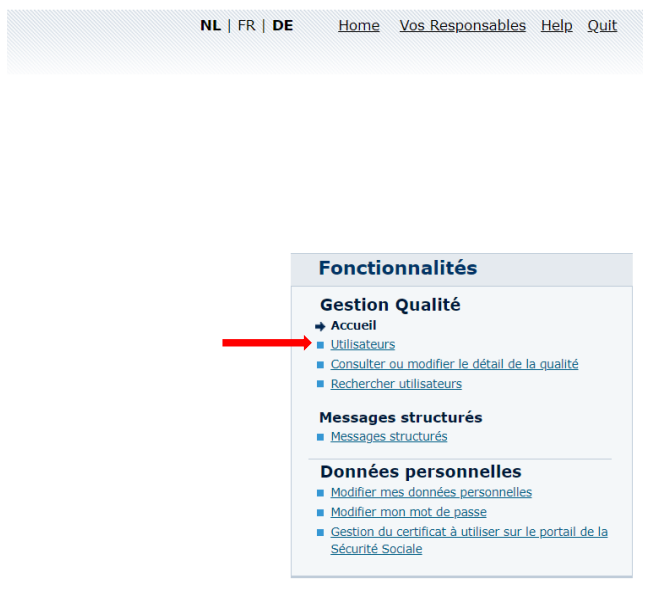 NL | FR | DE Home Vos Responsables Help Quit
Fonctionnalités
Gestion Qualité
Accueil
Utilisateurs
Consulter ou modifier le détail de la qualité
Rechercher utilisateurs
Messages structurés
Messages structurés
Données personnelles
Modifier mes données personnelles
Modifier mon mot de passe
Gestion du certificat à utiliser sur le portail de la
Sécurité Sociale